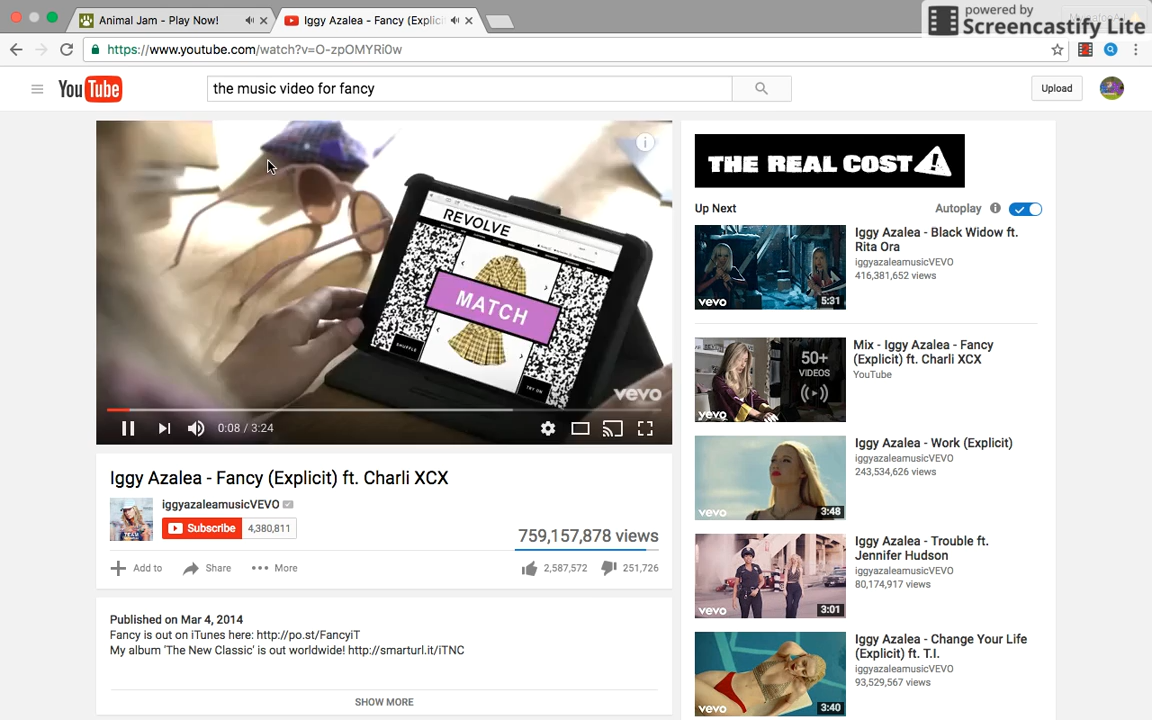 Animal Jam - Play Now!
Iggy Azalea - Fancy (Explici
powered by
Screencastify Lite
https://www.youtube.com/watch?v=O-zpOMYRi0w
YouTube
the music video for fancy
Upload
REVOLVE
MATCH
SHUFFLE
TRY ON
vevo
0:08 / 3:24
THE REAL COST
Up Next
Autoplay
Iggy Azalea - Black Widow ft.
Rita Ora
iggyazaleamusicVEVO
416,381,652 views
vevo
5:31
Mix - Iggy Azalea - Fancy
(Explicit) ft. Charli XCX
YouTube
50+
VIDEOS
vevo
Iggy Azalea - Work (Explicit)
iggyazaleamusicVEVO
243,534,626 views
vevo
3:48
Iggy Azalea - Trouble ft.
Jennifer Hudson
iggyazaleamusicVEVO
80,174,917 views
vevo
3:01
Iggy Azalea - Change Your Life
(Explicit) ft. T.I.
iggyazaleamusicVEVO
93,529,567 views
vevo
3:40
Iggy Azalea - Fancy (Explicit) ft. Charli XCX
iggyazaleamusicVEVO
Subscribe 4,380,811
759,157,878 views
Add to Share More
2,587,572 251,726
Published on Mar 4, 2014
Fancy is out on iTunes here: http://po.st/FancyiT
My album 'The New Classic' is out worldwide! http://smarturl.it/iTNC
SHOW MORE